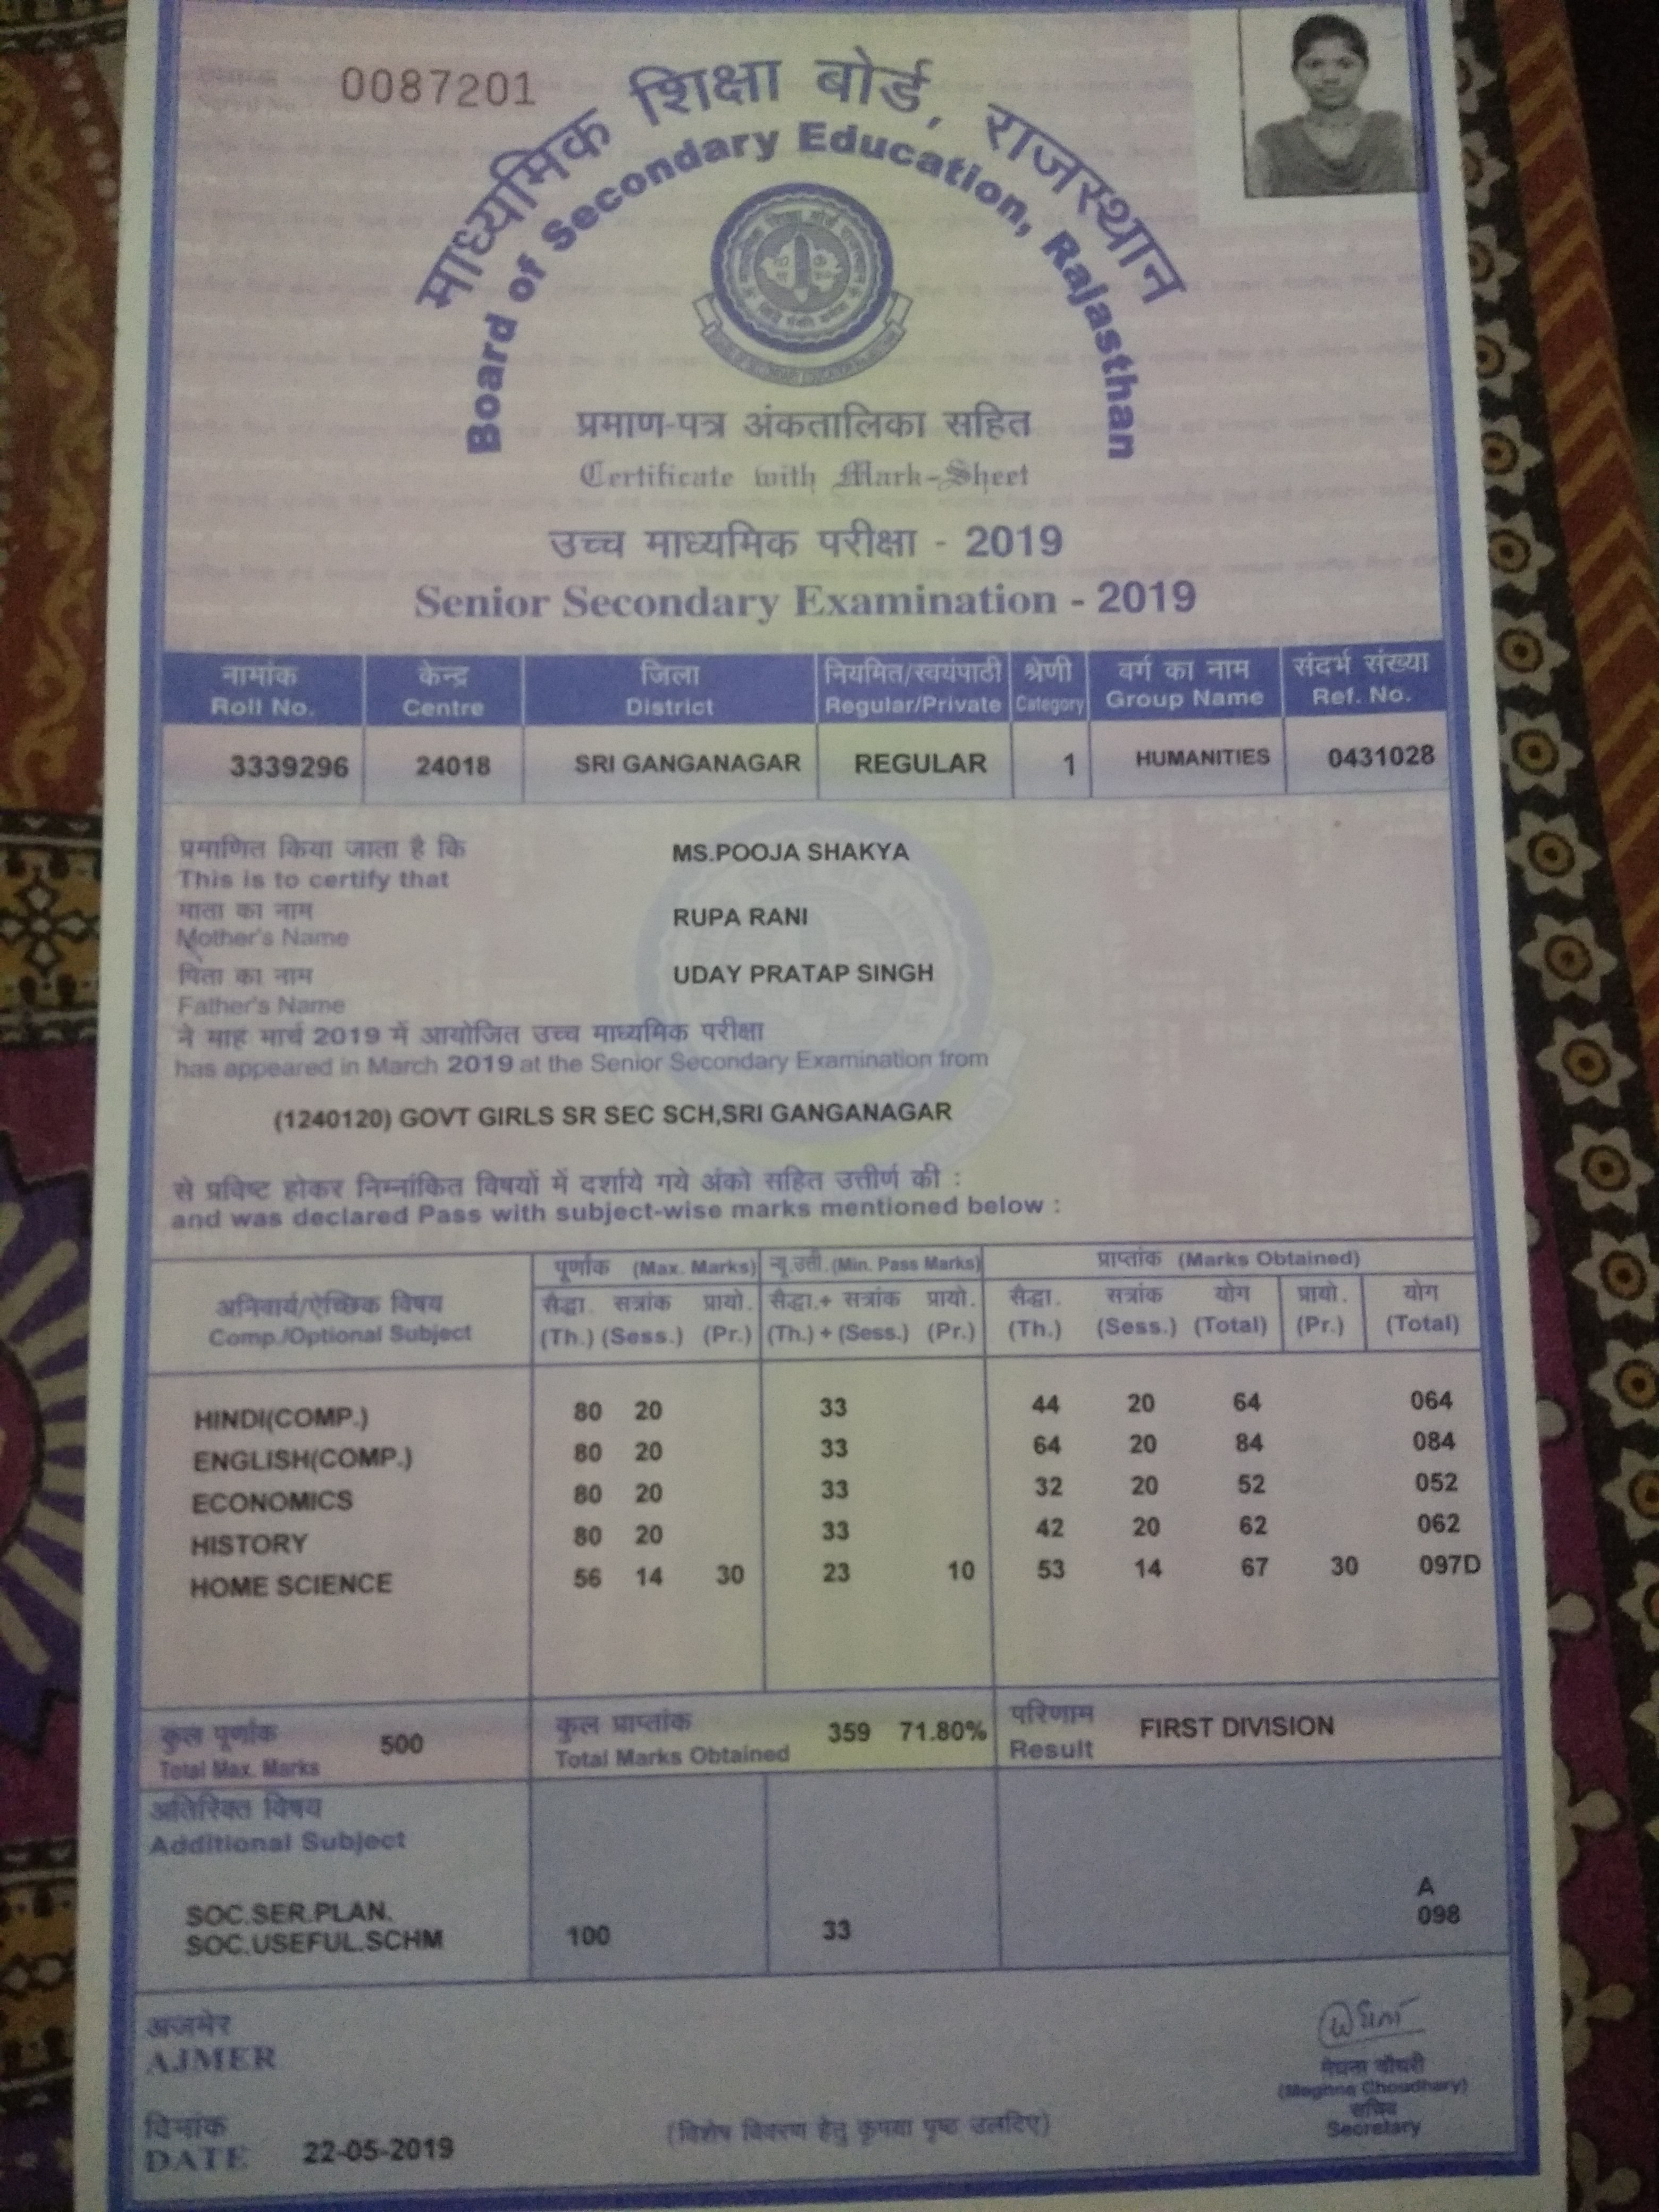 0087201
माध्यमिक शिक्षा बोर्ड, राजस्थान
Board of Secondary Education, Rajasthan
प्रमाण-पत्र अंकतालिका सहित
Certificate with Mark-Sheet
उच्च माध्यमिक परीक्षा - 2019
Senior Secondary Examination - 2019
नामांक केन्द्र जिला नियमित/स्वयंपाठी श्रेणी वर्ग का नाम संदर्भ संख्या
Roll No. Centre District Regular/Private Category Group Name Ref. No.
3339296 24018 SRI GANGANAGAR REGULAR 1 HUMANITIES 0431028
प्रमाणित किया जाता है कि MS.POOJA SHAKYA
This is to certify that
माता का नाम RUPA RANI
Mother's Name
पिता का नाम UDAY PRATAP SINGH
Father's Name
ने माह मार्च 2019 में आयोजित उच्च माध्यमिक परीक्षा
has appeared in March 2019 at the Senior Secondary Examination from
(1240120) GOVT GIRLS SR SEC SCH,SRI GANGANAGAR
से प्रविष्ट होकर निम्नांकित विषयों में दर्शाये गये अंको सहित उत्तीर्ण की :
and was declared Pass with subject-wise marks mentioned below :
पूर्णांक (Max. Marks) न्यू.उत्ती. (Min. Pass Marks) प्राप्तांक (Marks Obtained)
अनिवार्य/ऐच्छिक विषय सैद्धा. सत्रांक प्रायो. सैद्धा.+ सत्रांक प्रायो. सैद्धा. सत्रांक योग प्रायो. योग
Comp./Optional Subject (Th.) (Sess.) (Pr.) (Th.) + (Sess.) (Pr.) (Th.) (Sess.) (Total) (Pr.) (Total)
HINDI(COMP.) 80 20 33 44 20 64 064
ENGLISH(COMP.) 80 20 33 64 20 84 084
ECONOMICS 80 20 33 32 20 52 052
HISTORY 80 20 33 42 20 62 062
HOME SCIENCE 56 14 30 23 10 53 14 67 30 097D
कुल पूर्णांक 500 कुल प्राप्तांक 359 71.80% परिणाम FIRST DIVISION
Total Max. Marks Total Marks Obtained Result
अतिरिक्त विषय
Additional Subject
SOC.SER.PLAN. A
SOC.USEFUL.SCHM 100 33 098
अजमेर
AJMER
मेघना चौधरी
(Meghna Choudhary)
सचिव
Secretary
दिनांक
DATE 22-05-2019
(विशेष विवरण हेतु कृपया पृष्ठ उलटिए)